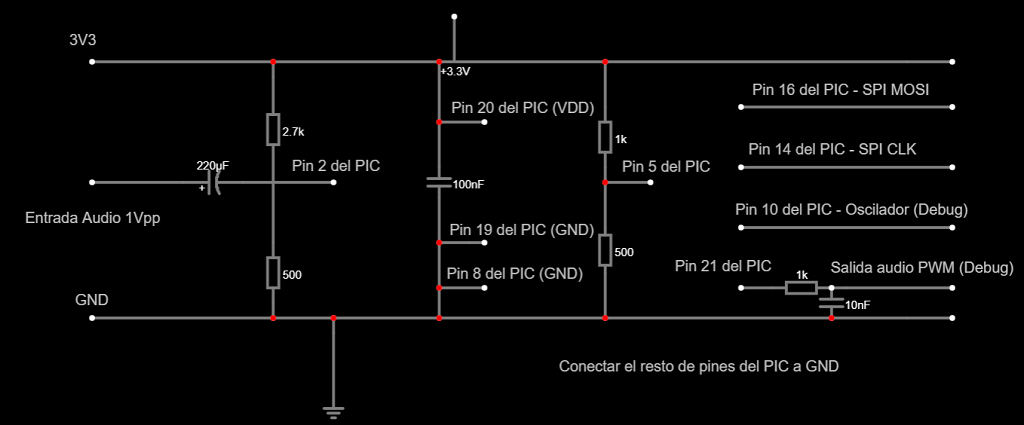 3V3
+3.3V
Pin 16 del PIC - SPI MOSI
Pin 20 del PIC (VDD)
2.7k
1k
Pin 14 del PIC - SPI CLK
220µF
Pin 2 del PIC
Pin 5 del PIC
+
100nF
Entrada Audio 1Vpp
Pin 10 del PIC - Oscilador (Debug)
Pin 19 del PIC (GND)
500
Pin 21 del PIC
Salida audio PWM (Debug)
500
Pin 8 del PIC (GND)
1k
GND
10nF
Conectar el resto de pines del PIC a GND